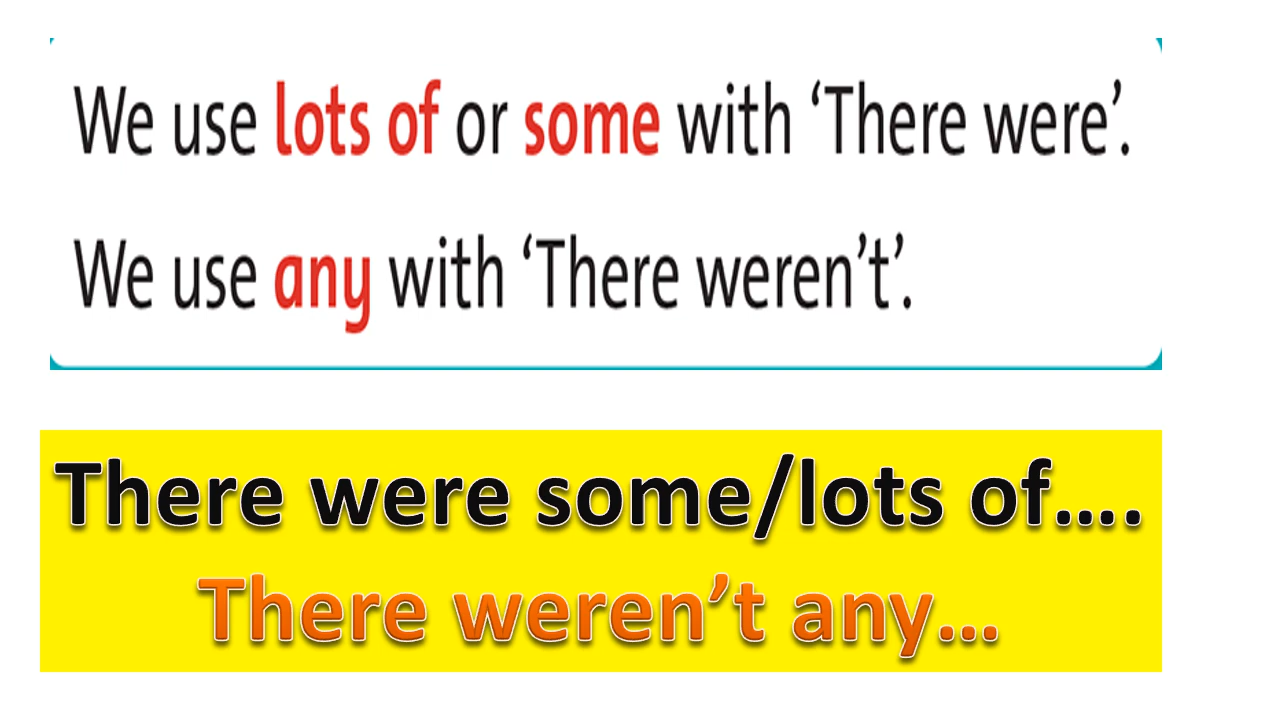 We use lots of or some with ‘There were’.
We use any with ‘There weren’t’.
There were some/lots of….
There weren’t any…